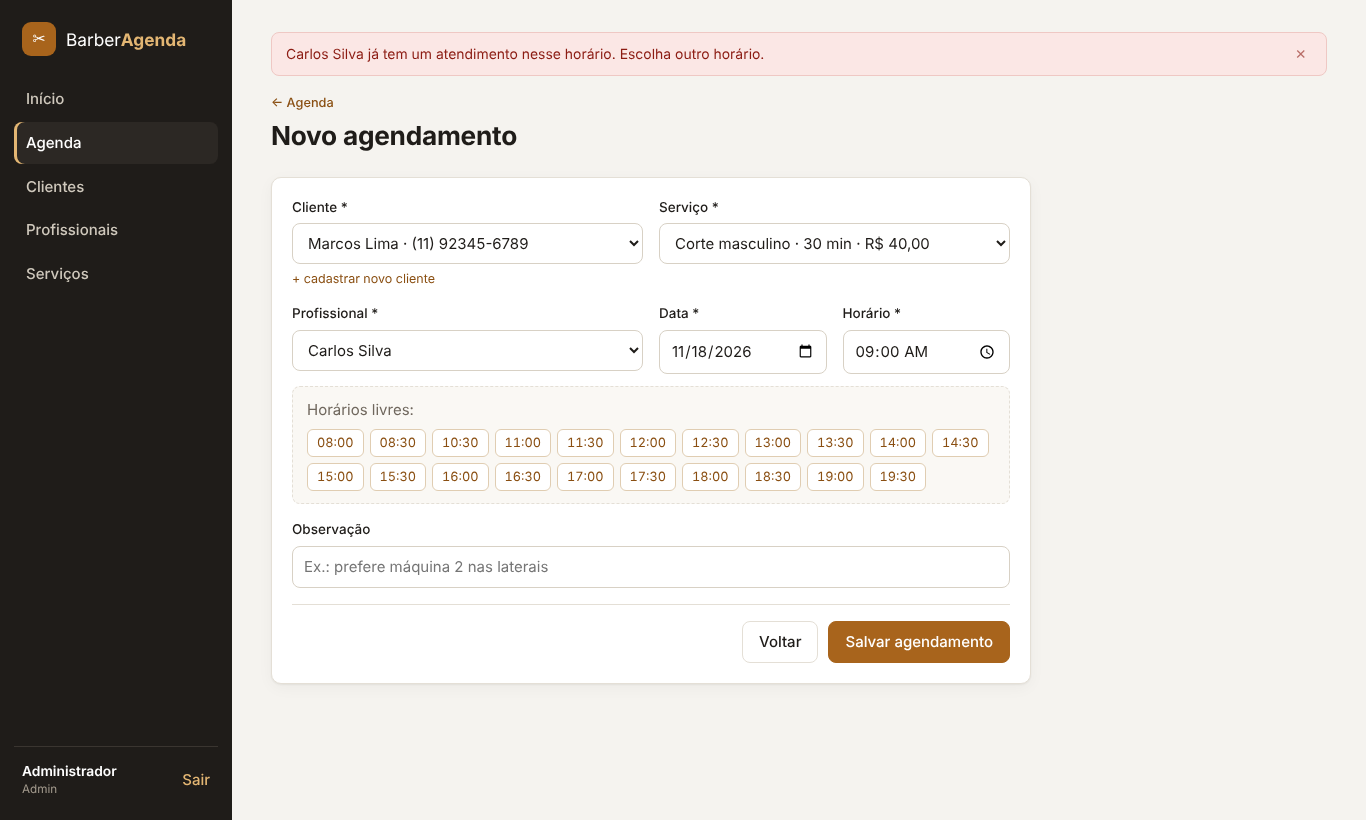 BarberAgenda
Início
Agenda
Clientes
Profissionais
Serviços
Administrador
Admin
Sair
Carlos Silva já tem um atendimento nesse horário. Escolha outro horário. ×
← Agenda
Novo agendamento
Cliente * Serviço *
Marcos Lima · (11) 92345-6789 Corte masculino · 30 min · R$ 40,00
+ cadastrar novo cliente
Profissional * Data * Horário *
Carlos Silva 11/18/2026 09:00 AM
Horários livres:
08:00 08:30 10:30 11:00 11:30 12:00 12:30 13:00 13:30 14:00 14:30
15:00 15:30 16:00 16:30 17:00 17:30 18:00 18:30 19:00 19:30
Observação
Ex.: prefere máquina 2 nas laterais
Voltar Salvar agendamento